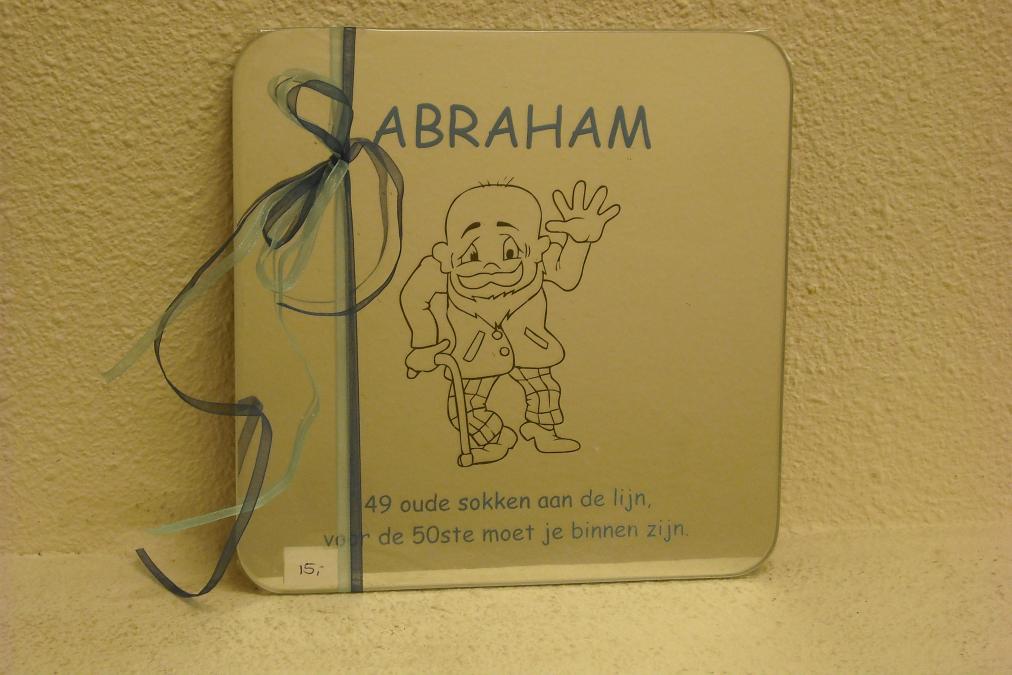 ABRAHAM
49 oude sokken aan de lijn,
voor de 50ste moet je binnen zijn.
15,-